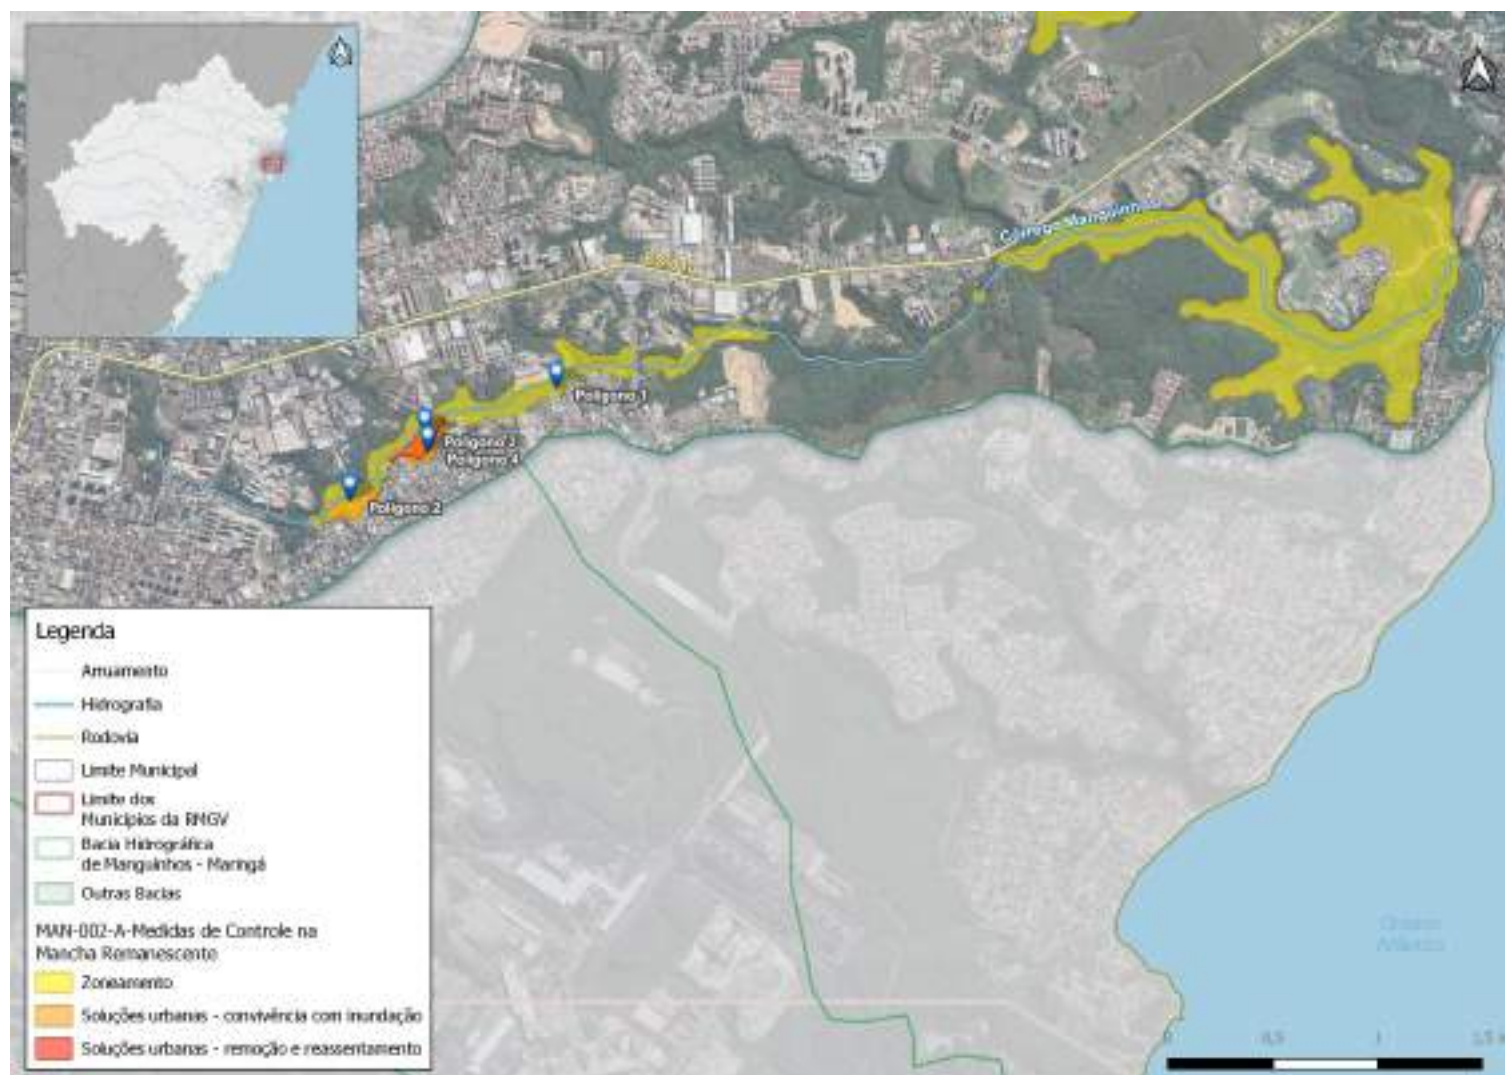 Córrego Manguinhos
Polígono 1
Polígono 3
Polígono 4
Polígono 2
Legenda
Arruamento
Hidrografia
Rodovia
Limite Municipal
Limite dos
Municípios da RMGV
Bacia Hidrográfica
de Manguinhos - Maringá
Outras Bacias
MAN-002-A-Medidas de Controle na
Mancha Remanescente
Zoneamento
Soluções urbanas - convivência com inundação
Soluções urbanas - remoção e reassentamento
Oceano
Atlântico
0 0,5 1 1,5